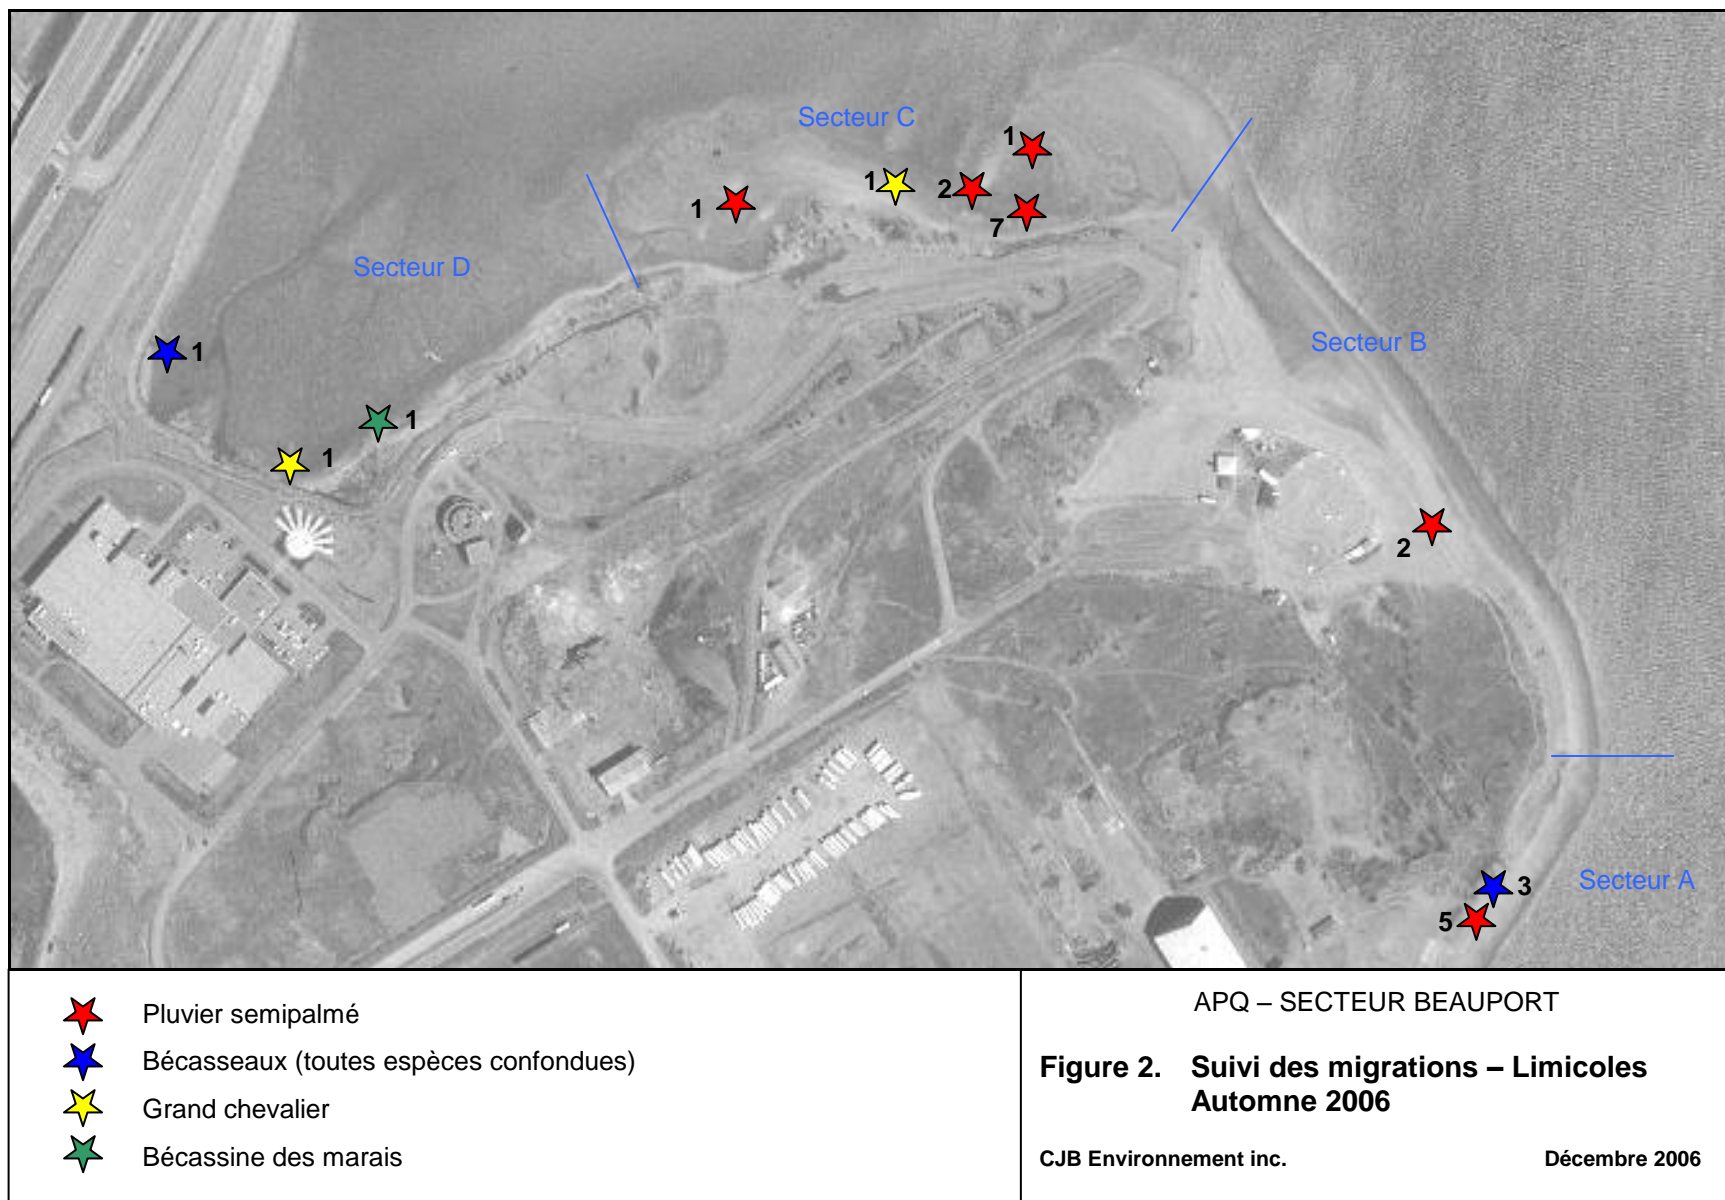 Secteur C
1
1
2
1
7
Secteur D
Secteur B
1
1
1
2
Secteur A
3
5
Pluvier semipalmé
Bécasseaux (toutes espèces confondues)
Grand chevalier
Bécassine des marais
APQ – SECTEUR BEAUPORT
Figure 2. Suivi des migrations – Limicoles
Automne 2006
CJB Environnement inc. Décembre 2006